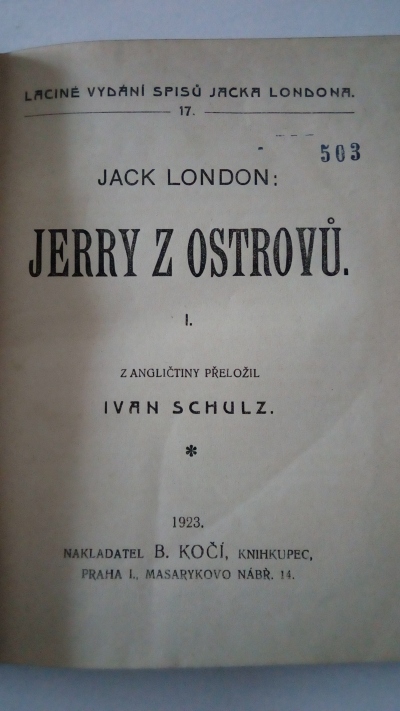 LACINÉ VYDÁNÍ SPISŮ JACKA LONDONA.
17.
503
JACK LONDON:
JERRY Z OSTROVŮ.
I.
Z ANGLIČTINY PŘELOŽIL
IVAN SCHULZ.
*
1923.
NAKLADATEL B. KOČÍ, KNIHKUPEC,
PRAHA I., MASARYKOVO NÁBŘ. 14.